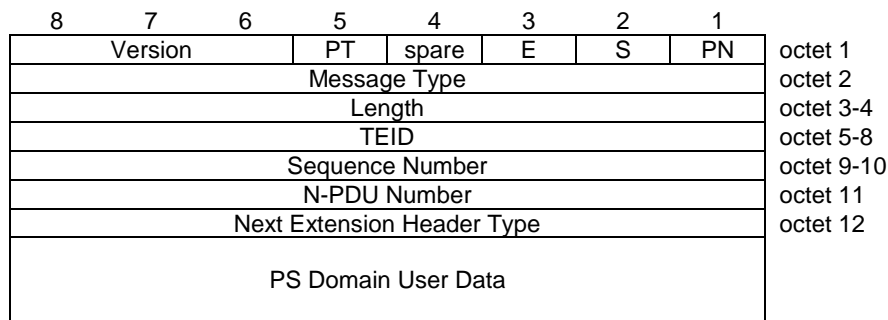 8 7 6 5 4 3 2 1
Version PT spare E S PN octet 1
Message Type octet 2
Length octet 3-4
TEID octet 5-8
Sequence Number octet 9-10
N-PDU Number octet 11
Next Extension Header Type octet 12
PS Domain User Data